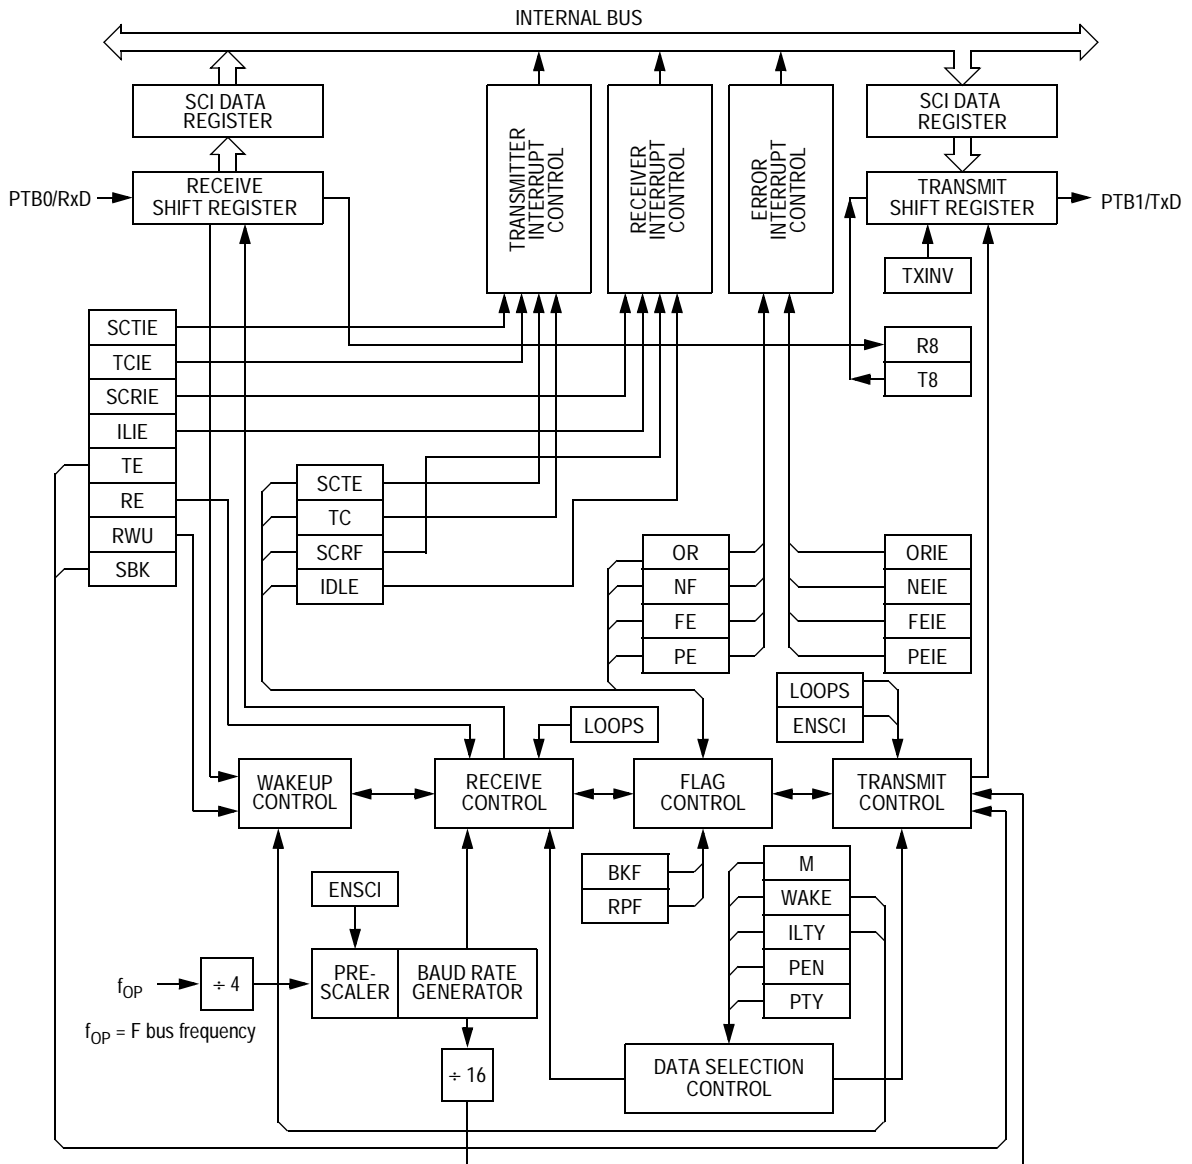 INTERNAL BUS
SCI DATA
REGISTER
TRANSMITTER
INTERRUPT
CONTROL
RECEIVER
INTERRUPT
CONTROL
ERROR
INTERRUPT
CONTROL
SCI DATA
REGISTER
PTB0/RxD
RECEIVE
SHIFT REGISTER
TRANSMIT
SHIFT REGISTER
PTB1/TxD
TXINV
SCTIE
TCIE
SCRIE
ILIE
TE
RE
RWU
SBK
R8
T8
SCTE
TC
SCRF
IDLE
OR
NF
FE
PE
ORIE
NEIE
FEIE
PEIE
LOOPS
LOOPS
ENSCI
WAKEUP
CONTROL
RECEIVE
CONTROL
FLAG
CONTROL
TRANSMIT
CONTROL
BKF
RPF
M
WAKE
ILTY
PEN
PTY
ENSCI
fOP
÷ 4
PRE-
SCALER
BAUD RATE
GENERATOR
fOP = F bus frequency
÷ 16
DATA SELECTION
CONTROL